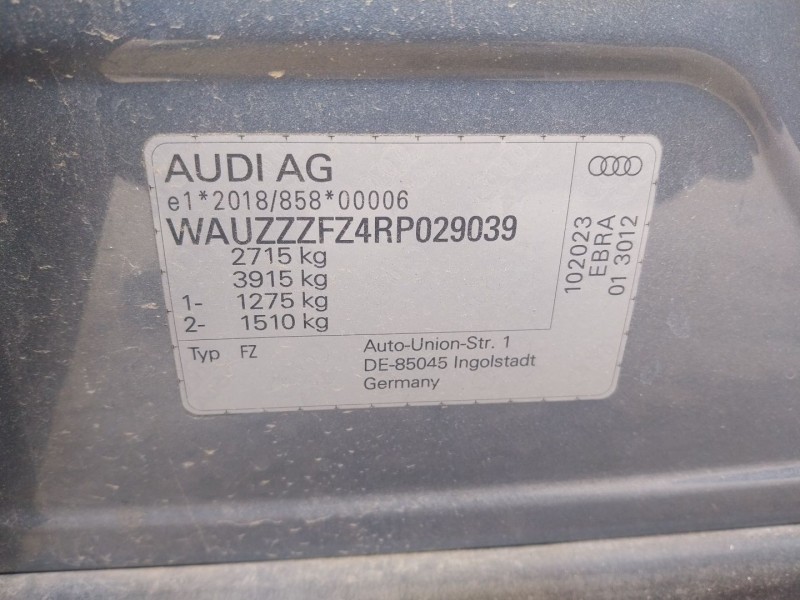 AUDI AG
e1*2018/858*00006
WAUZZZFZ4RP029039
2715 kg
3915 kg
1- 1275 kg
2- 1510 kg
Typ FZ
Auto-Union-Str. 1
DE-85045 Ingolstadt
Germany
102023
EBRA
01 3012